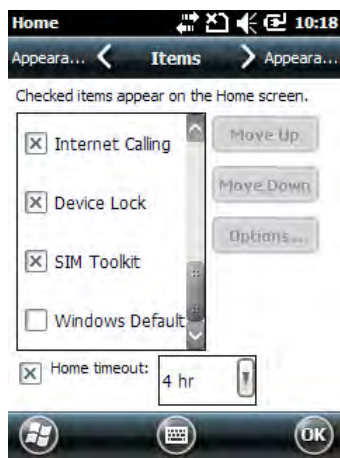 Home 10:18
Appeara... Items Appeara...
Checked items appear on the Home screen.
Internet Calling
Move Up
Device Lock
Move Down
SIM Toolkit
Options...
Windows Default
Home timeout: 4 hr
OK